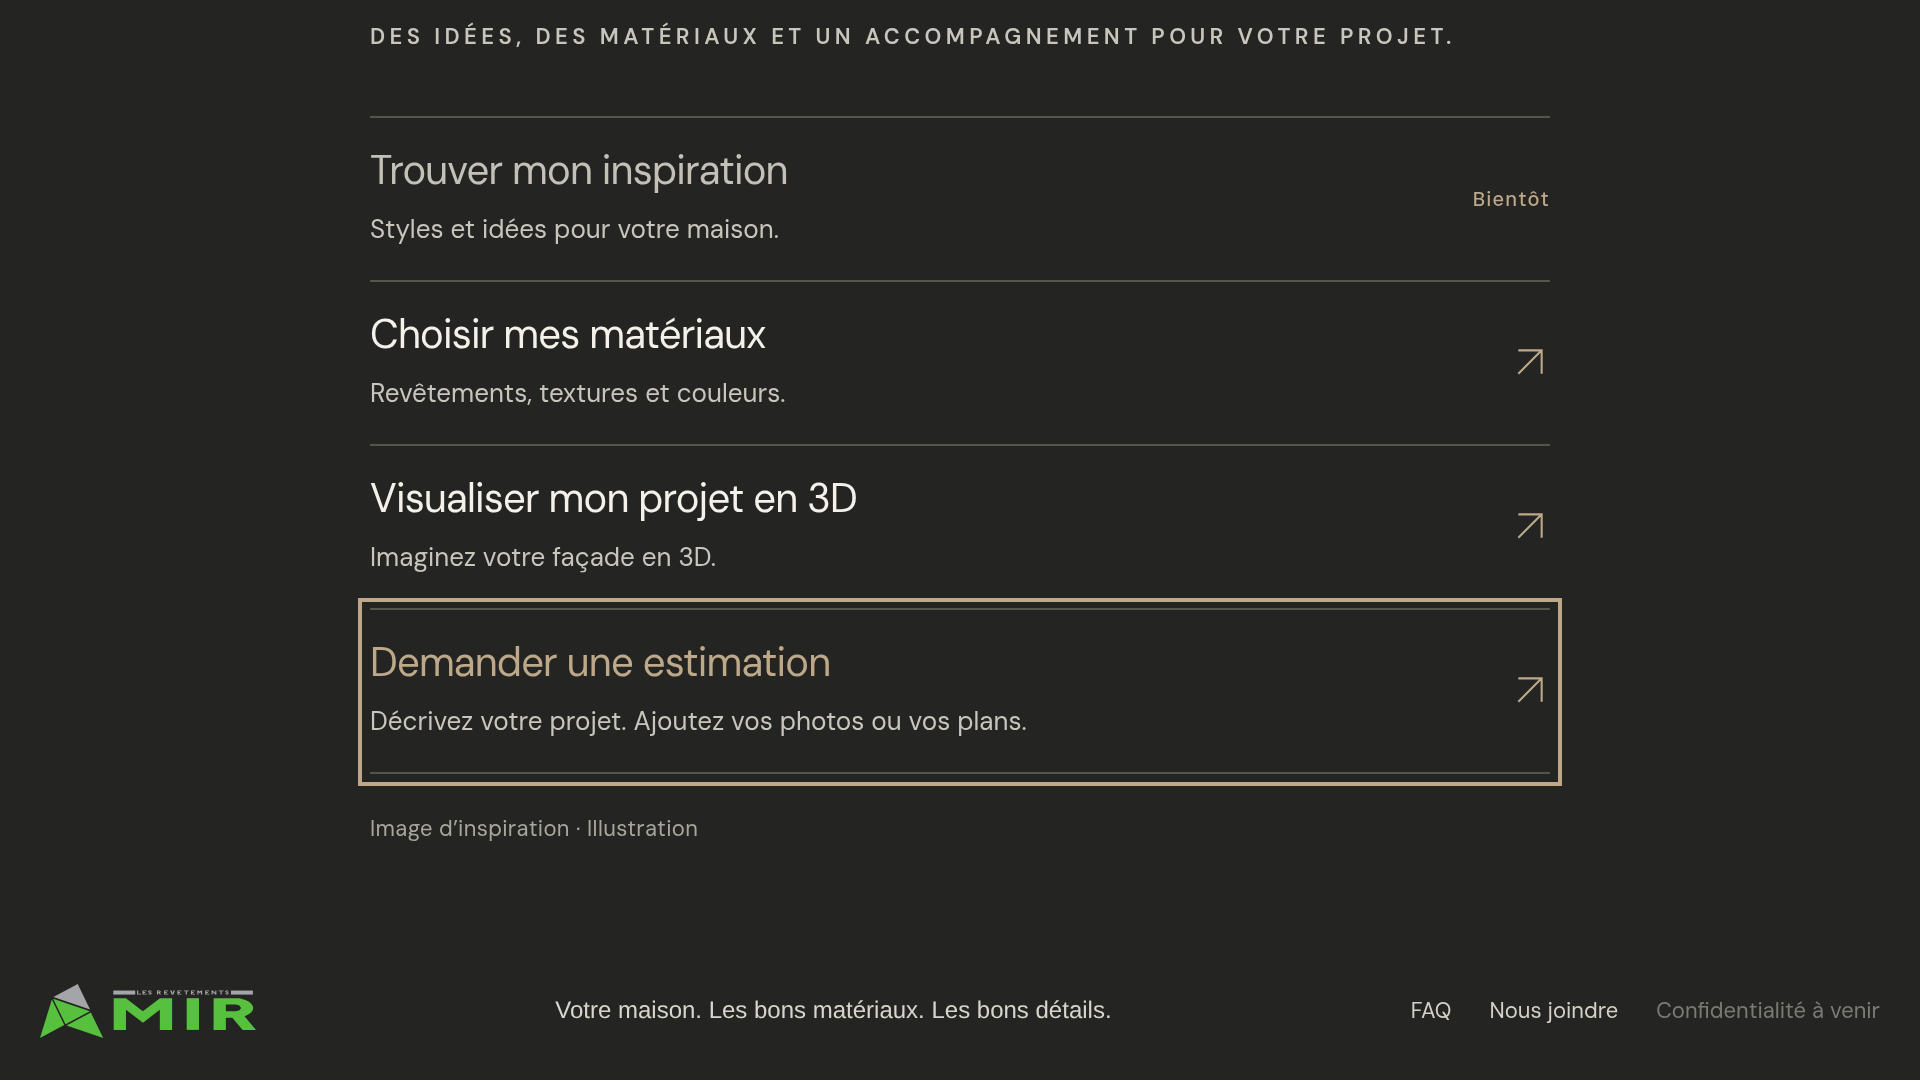 DES IDÉES, DES MATÉRIAUX ET UN ACCOMPAGNEMENT POUR VOTRE PROJET.
Trouver mon inspiration
Styles et idées pour votre maison.
Bientôt
Choisir mes matériaux
Revêtements, textures et couleurs.
Visualiser mon projet en 3D
Imaginez votre façade en 3D.
Demander une estimation
Décrivez votre projet. Ajoutez vos photos ou vos plans.
Image d’inspiration · Illustration
LES REVETEMENTS
MIR
Votre maison. Les bons matériaux. Les bons détails.
FAQ
Nous joindre
Confidentialité à venir